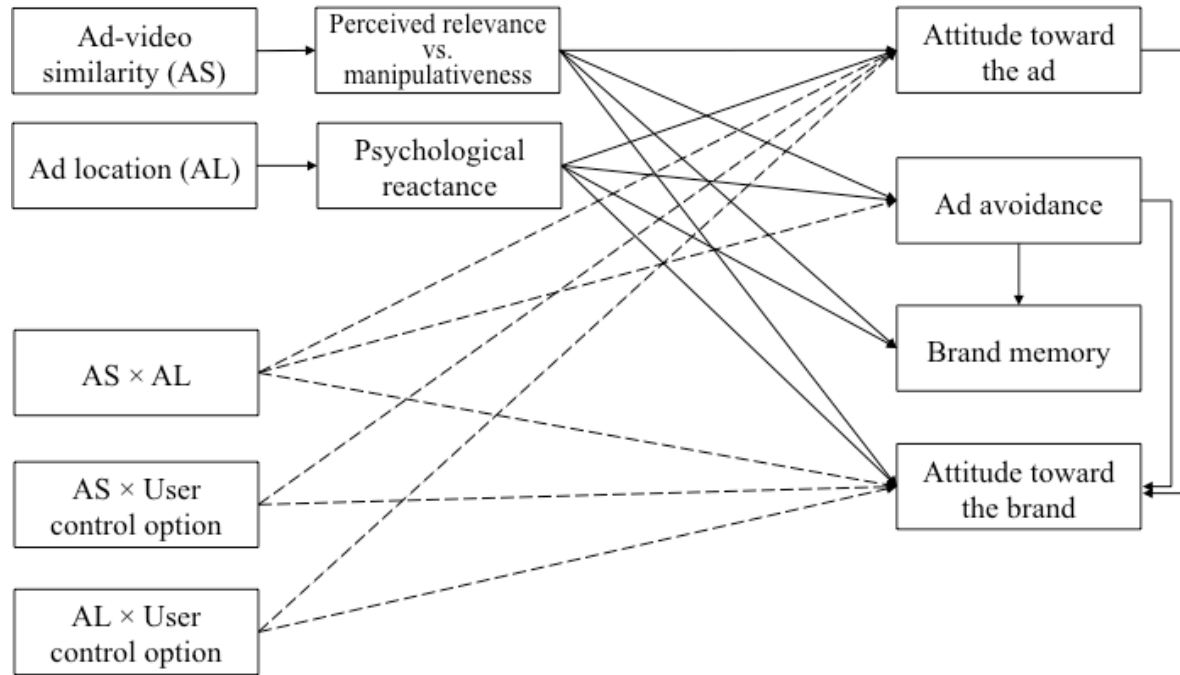 Ad-video
similarity (AS)
Perceived relevance
vs.
manipulativeness
Attitude toward
the ad
Ad location (AL)
Psychological
reactance
Ad avoidance
AS × AL
Brand memory
AS × User
control option
Attitude toward
the brand
AL × User
control option